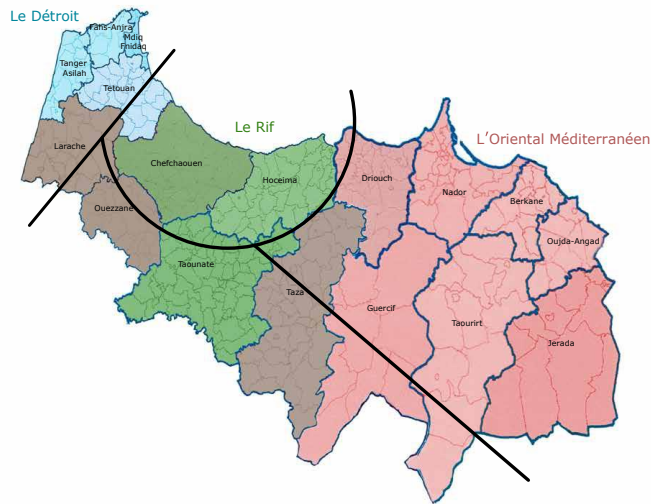 Le Détroit
Fahs-Anjra
Mdiq
Fnidaq
Tanger
Asilah
Tetouan
Le Rif
L'Oriental Méditerranéen
Larache
Chefchaouen
Hoceima
Driouch
Nador
Berkane
Ouezzane
Oujda-Angad
Taounate
Taza
Guercif
Taourirt
Jerada